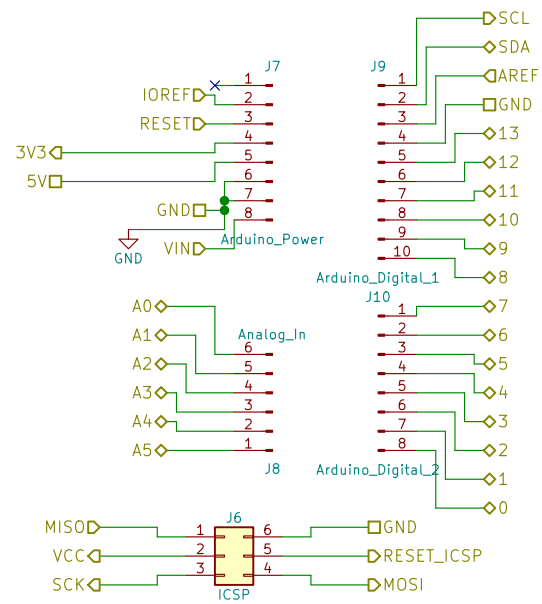 SCL
J7 J9 SDA
1 1 AREF
IOREF 2 2 GND
RESET 3 3 13
3V3 4 4 12
5V 5 5 11
6 6
GND 7 7 10
8 8
VIN Arduino_Power 9 9
GND 10 8
Arduino_Digital_1
J10
A0 1 7
A1 Analog_In 2 6
A2 6 3 5
A3 5 4 4
A4 4 5 3
A5 3 6 2
2 7 1
1 8 0
J8 Arduino_Digital_2
J6
MISO 1 6 GND
VCC 2 5 RESET_ICSP
SCK 3 4 MOSI
ICSP